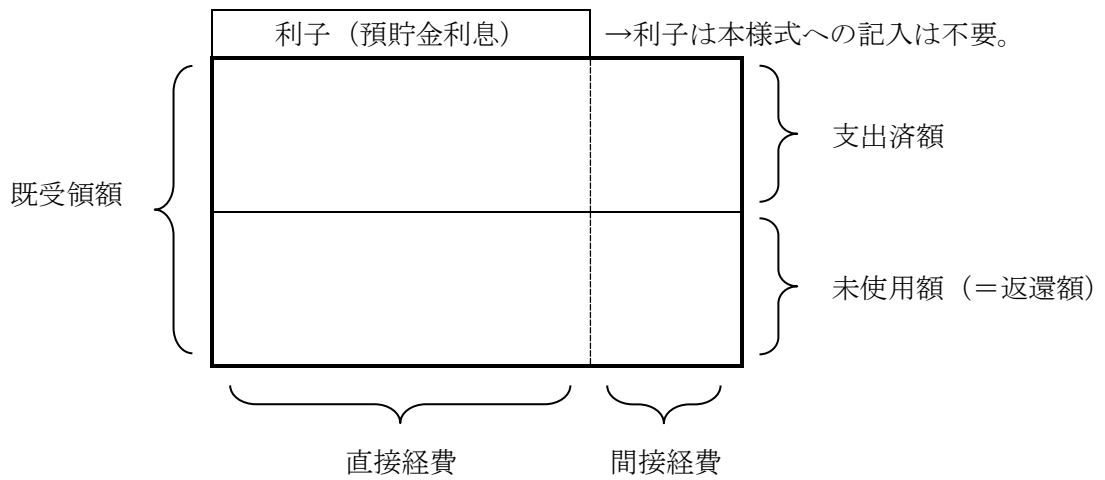 利子（預貯金利息）
→利子は本様式への記入は不要。
支出済額
既受領額
未使用額（＝返還額）
直接経費
間接経費